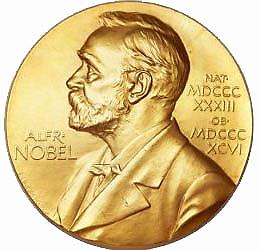 ALFR·
NOBEL
NAT·
MDCCC
XXXIII
OB·
MDCCC
XCVI